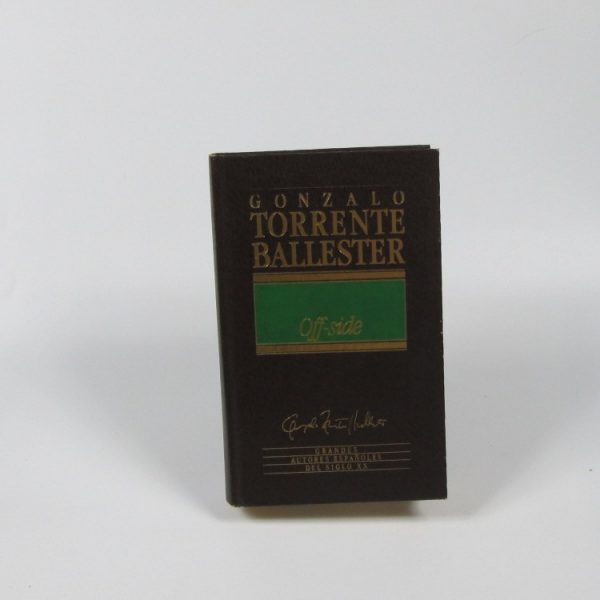 GONZALO
TORRENTE
BALLESTER
Off-side
GRANDES
AUTORES ESPAÑOLES
DEL SIGLO XX